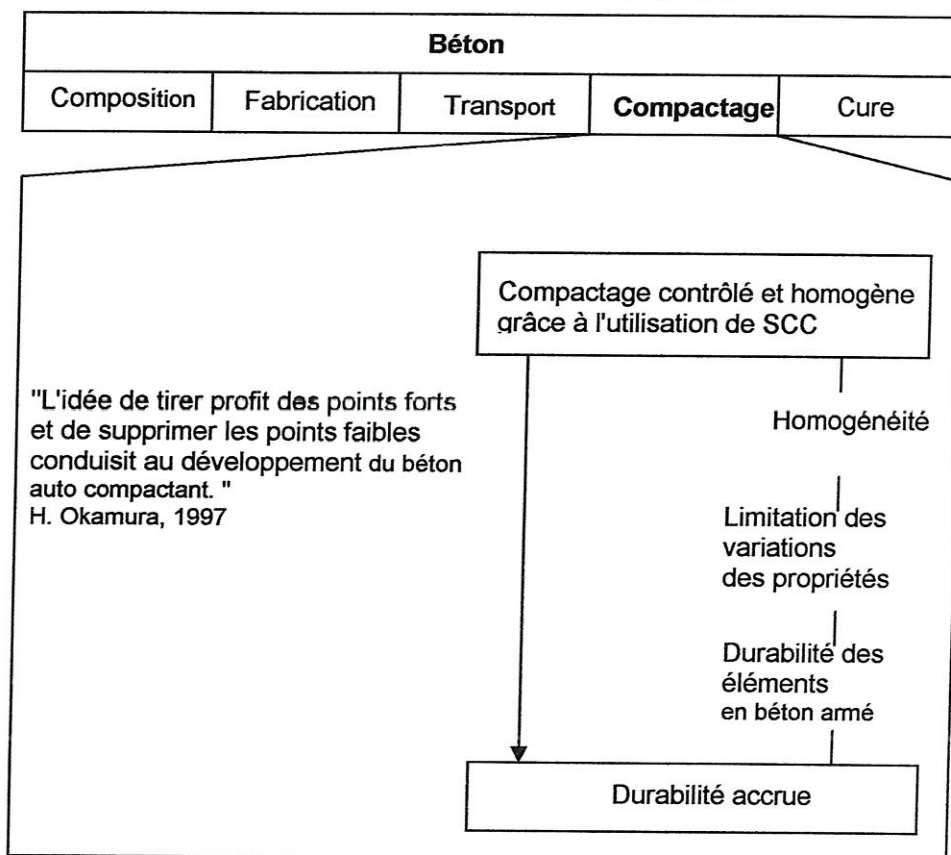 Béton
Composition Fabrication Transport Compactage Cure
Compactage contrôlé et homogène
grâce à l'utilisation de SCC
"L'idée de tirer profit des points forts
et de supprimer les points faibles
conduisit au développement du béton
auto compactant. "
H. Okamura, 1997
Homogénéité
Limitation des
variations
des propriétés
Durabilité des
éléments
en béton armé
Durabilité accrue